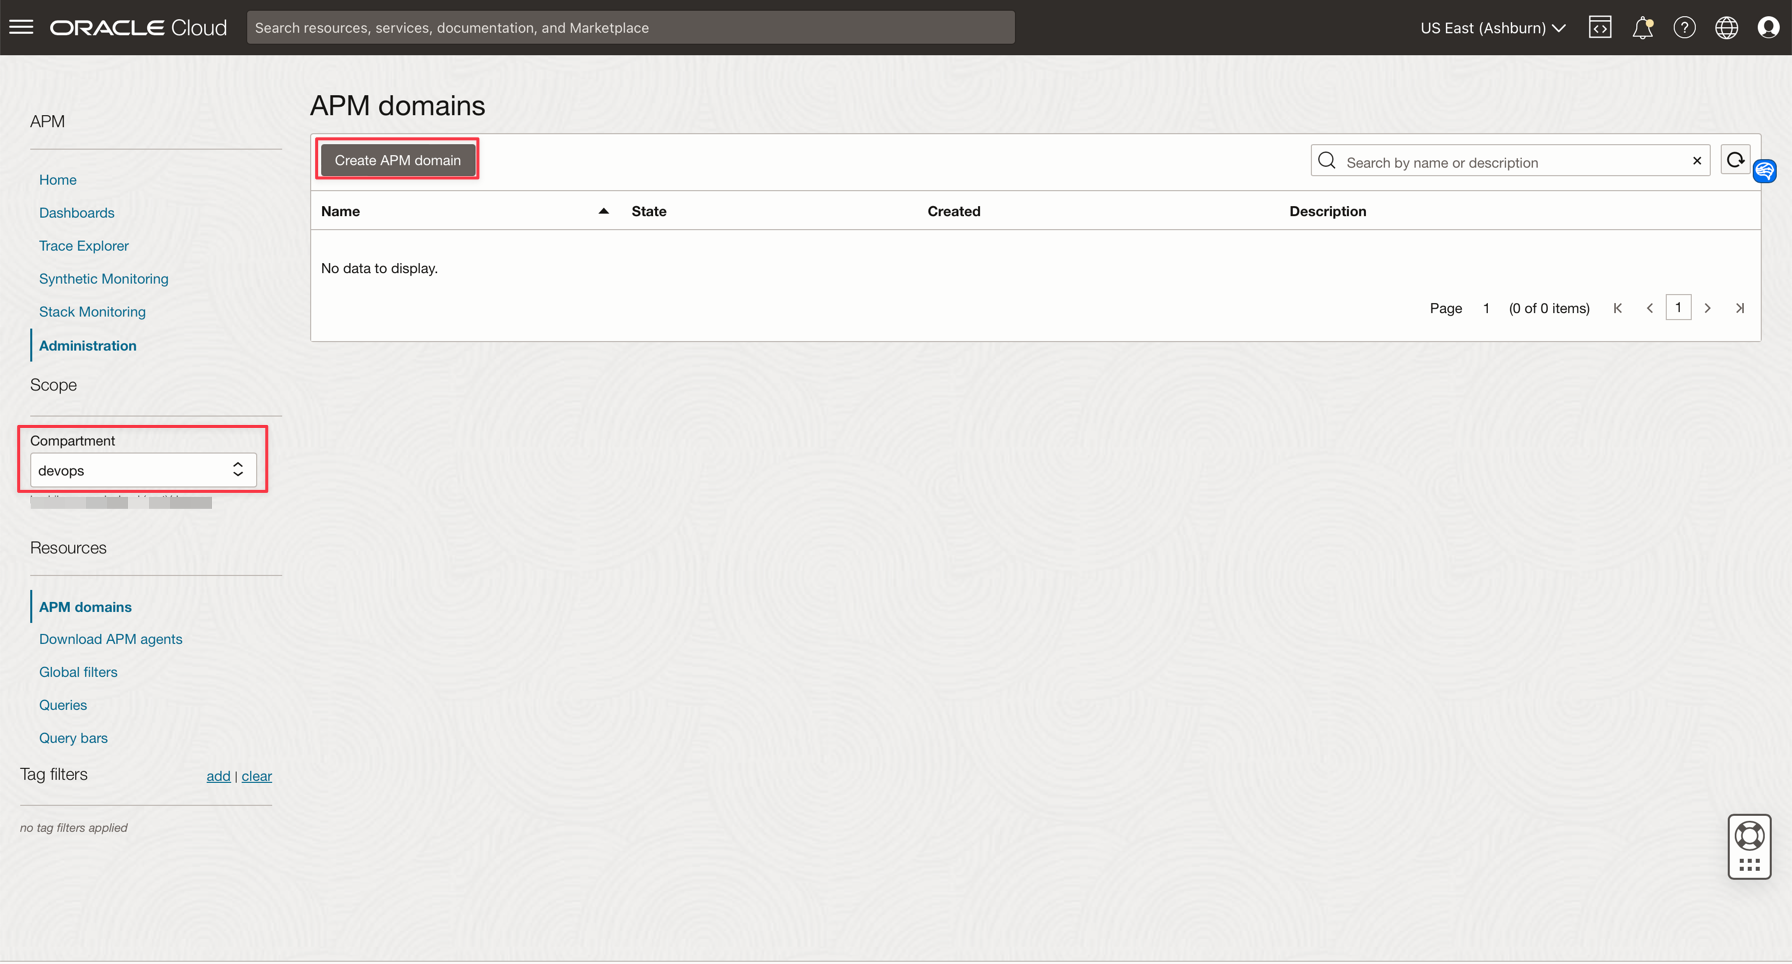 ORACLE Cloud
Search resources, services, documentation, and Marketplace
US East (Ashburn)
APM
Home
Dashboards
Trace Explorer
Synthetic Monitoring
Stack Monitoring
Administration
Scope
Compartment
devops
Resources
APM domains
Download APM agents
Global filters
Queries
Query bars
Tag filters add | clear
no tag filters applied
APM domains
Create APM domain
Search by name or description
Name State Created Description
No data to display.
Page 1 (0 of 0 items) 1